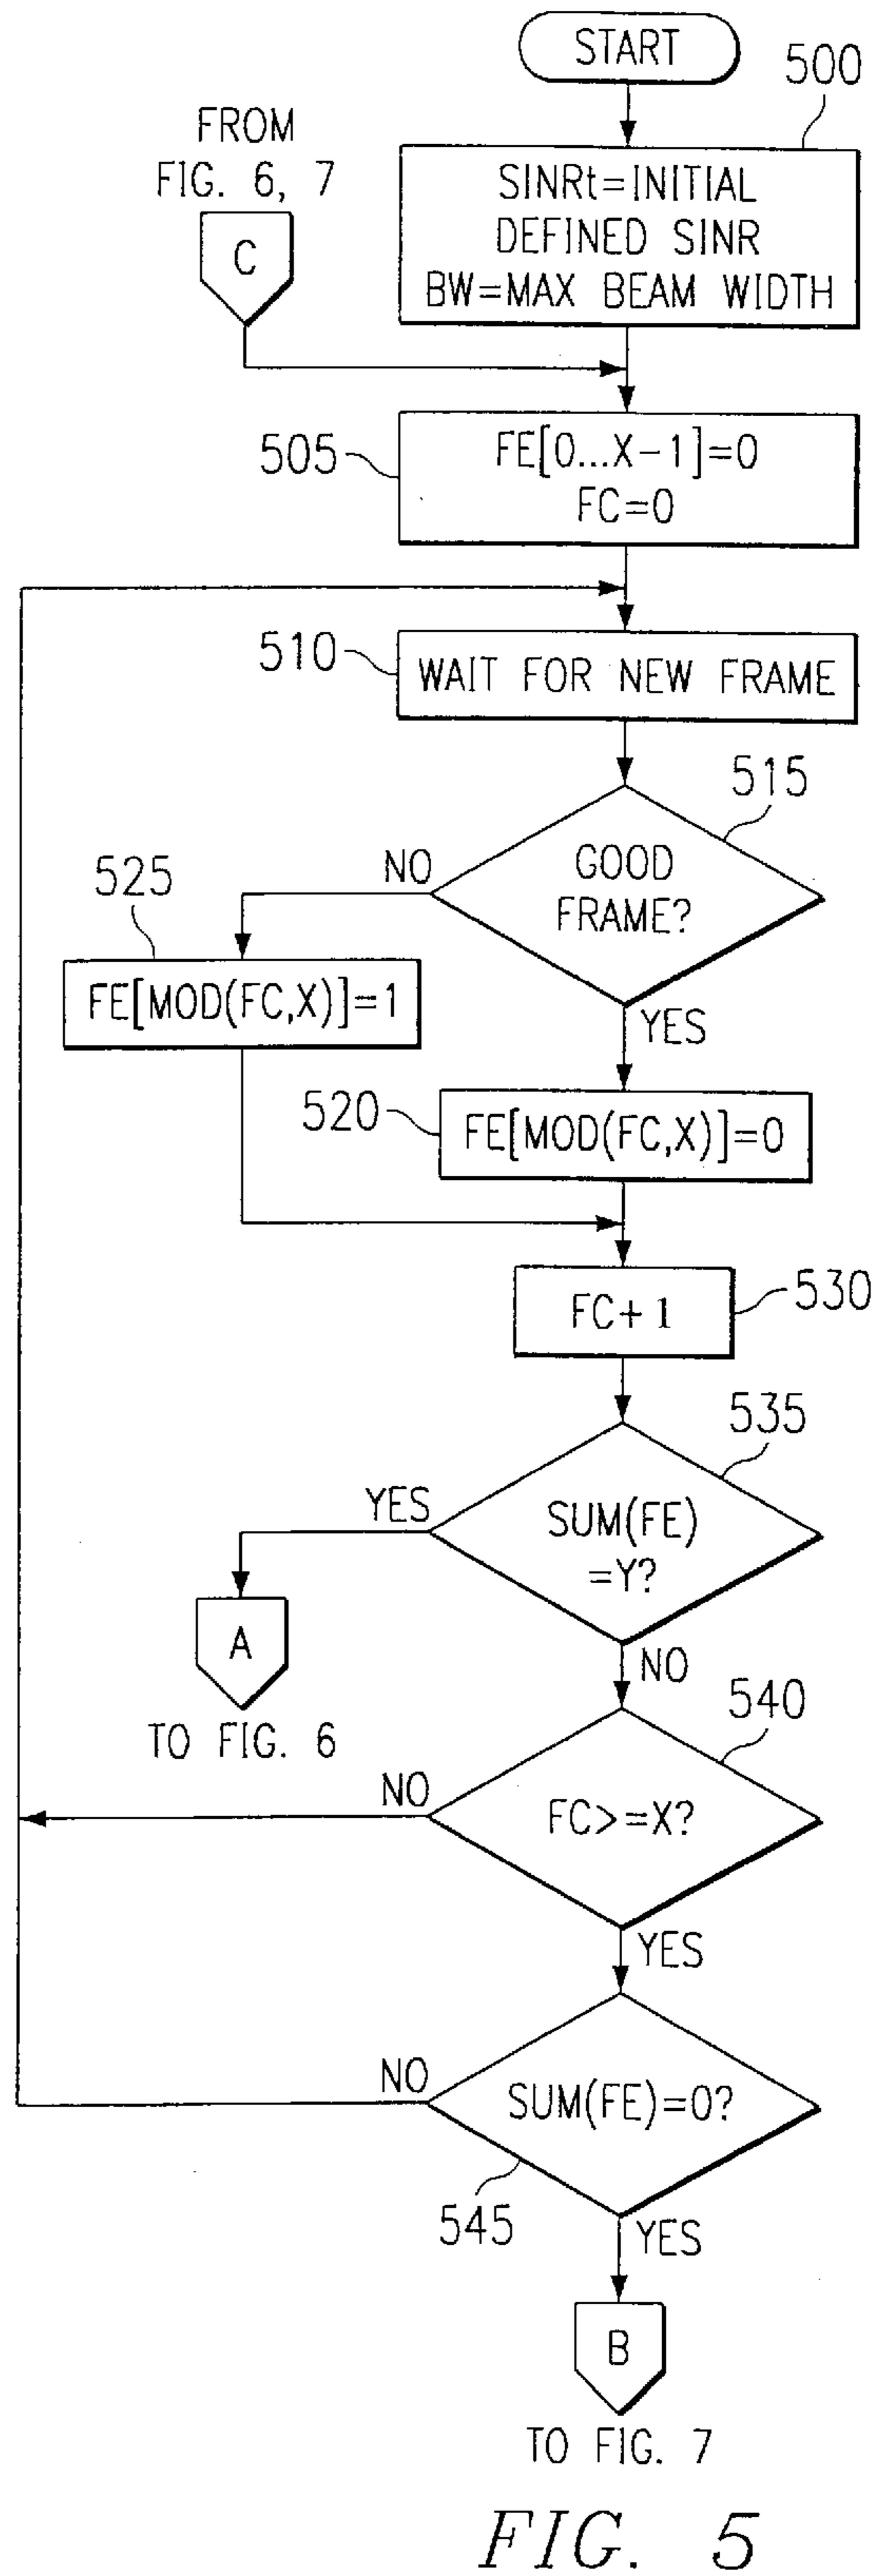 START
500
FROM
FIG. 6, 7
C
SINRt=INITIAL
DEFINED SINR
BW=MAX BEAM WIDTH
505
FE[0...X-1]=0
FC=0
510
WAIT FOR NEW FRAME
515
GOOD
FRAME?
NO
525
FE[MOD(FC,X)]=1
YES
520
FE[MOD(FC,X)]=0
FC+1
530
535
YES
SUM(FE)
=Y?
A
TO FIG. 6
NO
540
NO
FC>=X?
YES
NO
SUM(FE)=0?
545
YES
B
TO FIG. 7
FIG. 5